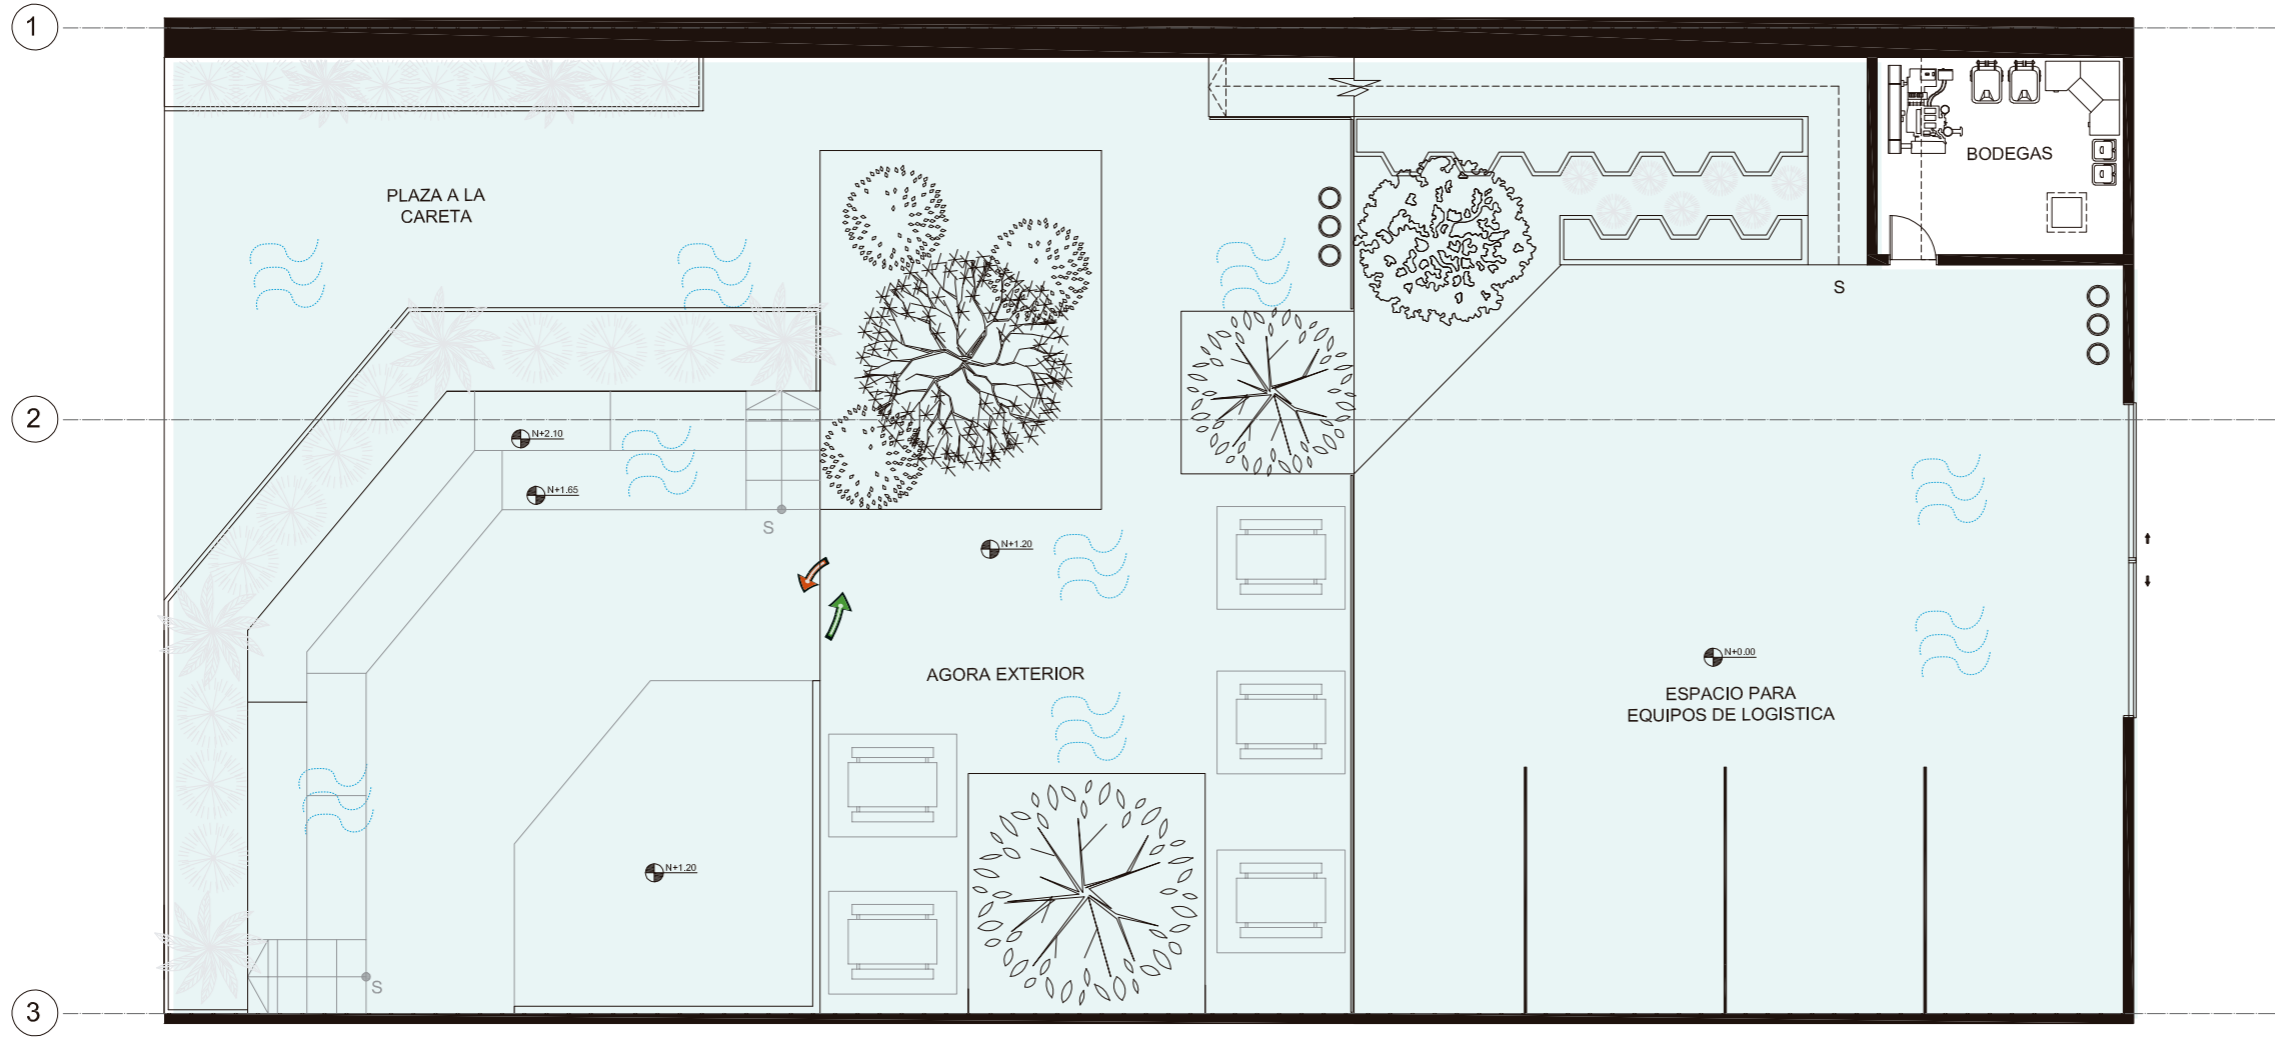 1
BODEGAS
PLAZA A LA
CARETA
S
2
N+2.10
N+1.65
S
N+1.20
AGORA EXTERIOR
N+0.00
ESPACIO PARA
EQUIPOS DE LOGISTICA
N+1.20
S
3